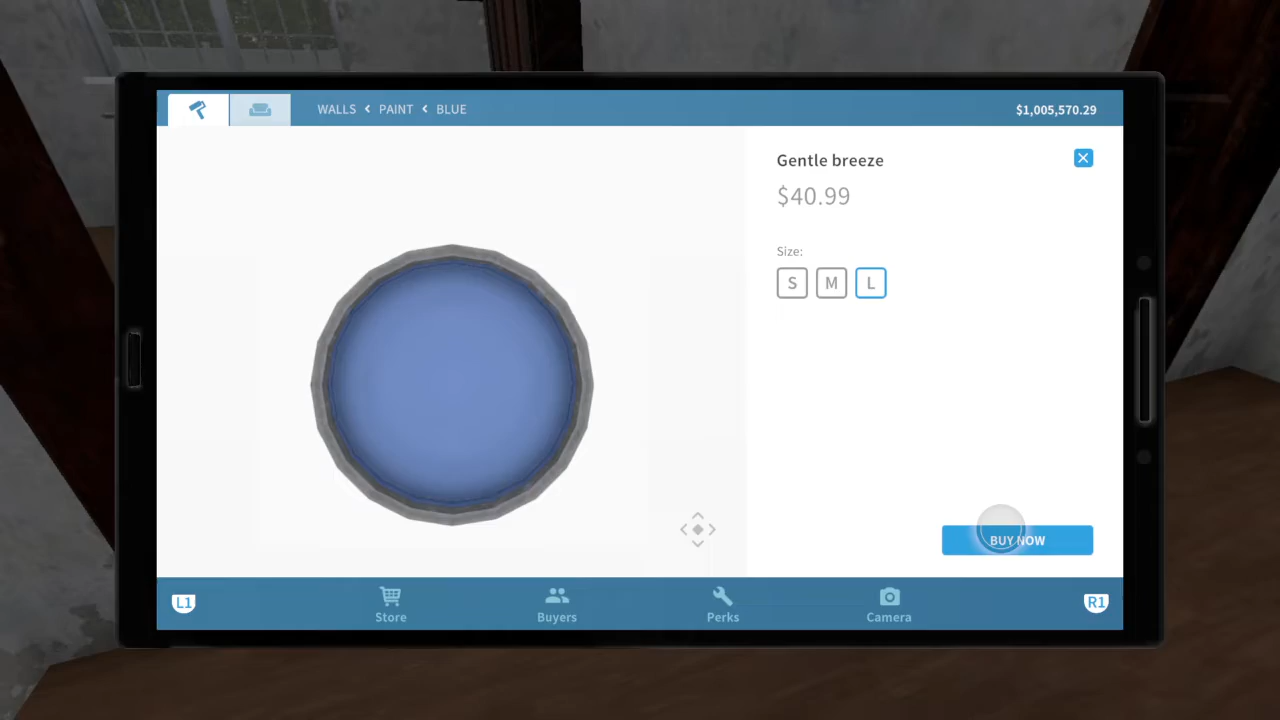 WALLS < PAINT < BLUE
$1,005,570.29
Gentle breeze
$40.99
Size:
S M L
BUY NOW
L1
Store
Buyers
Perks
Camera
R1